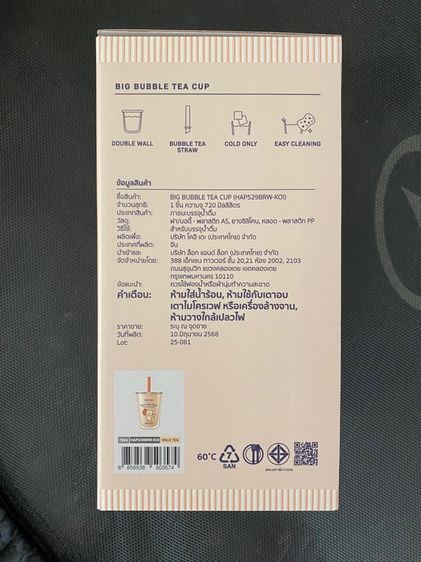 BIG BUBBLE TEA CUP
DOUBLE WALL
BUBBLE TEA STRAW
COLD ONLY
EASY CLEANING
ข้อมูลสินค้า
ชื่อสินค้า: BIG BUBBLE TEA CUP (HAP529BRW-KOI)
จำนวนสุทธิ: 1 ชิ้น ความจุ 720 มิลลิลิตร
ประเภทสินค้า: ภาชนะบรรจุน้ำดื่ม
วัสดุ: ฝา/บอดี้ - พลาสติก AS, ยางซิลิโคน, หลอด - พลาสติก PP
วิธีใช้: สำหรับบรรจุน้ำดื่ม
ผลิตเพื่อ: บริษัท โคอิ เตะ (ประเทศไทย) จำกัด
ประเทศที่ผลิต: จีน
นำเข้าและ บริษัท ล็อก แอนด์ ล็อก (ประเทศไทย) จำกัด
จัดจำหน่ายโดย: 388 เอ็กเชน ทาวเวอร์ ชั้น 20,21 ห้อง 2002, 2103
ถนนสุขุมวิท แขวงคลองเตย เขตคลองเตย
กรุงเทพมหานคร 10110
ข้อแนะนำ: ควรใช้ฟองน้ำหรือผ้านุ่มทำความสะอาด
คำเตือน: ห้ามใส่น้ำร้อน, ห้ามใช้กับเตาอบ
เตาไมโครเวฟ หรือเครื่องล้างจาน,
ห้ามวางใกล้เปลวไฟ
ราคาขาย: ระบุ ณ จุดขาย
วันที่ผลิต: 10 มิถุนายน 2568
Lot: 25-081
720ml HAP529BRW-KOI MILK TEA
8 859538 503574
60°C
SAN